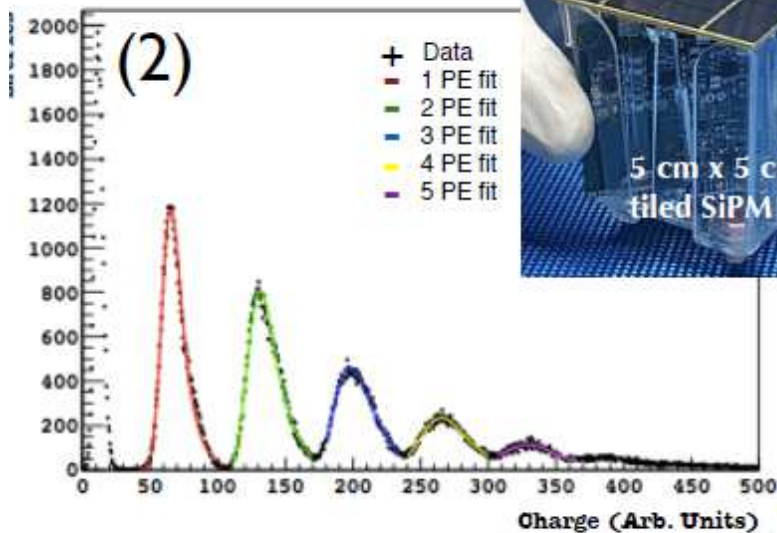 2000
1800
1600
1400
1200
1000
800
600
400
200
0
(2)
Data
1 PE fit
2 PE fit
3 PE fit
4 PE fit
5 PE fit
5 cm x 5 c
tiled SiPM
0 50 100 150 200 250 300 350 400 450 500
Charge (Arb. Units)